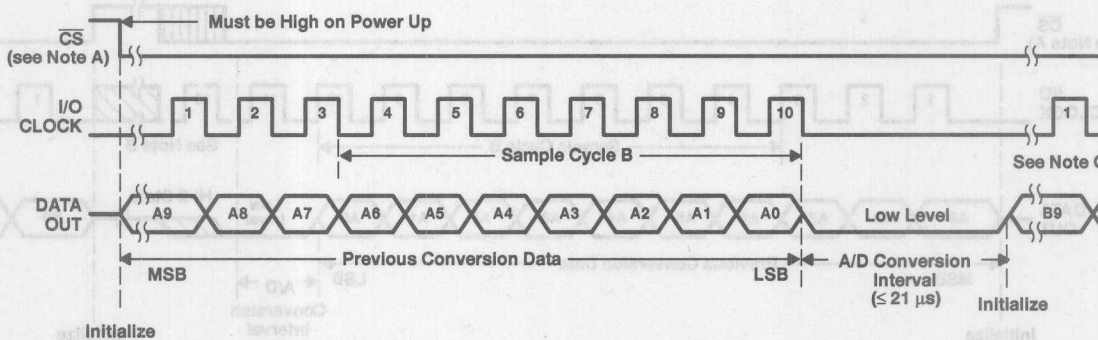 Must be High on Power Up
CS
(see Note A)
I/O
CLOCK
1 2 3 4 5 6 7 8 9 10 1
Sample Cycle B
See Note
DATA
OUT
A9 A8 A7 A6 A5 A4 A3 A2 A1 A0 Low Level B9
Previous Conversion Data
MSB LSB
A/D Conversion
Interval
(≤ 21 μs)
Initialize
Initialize